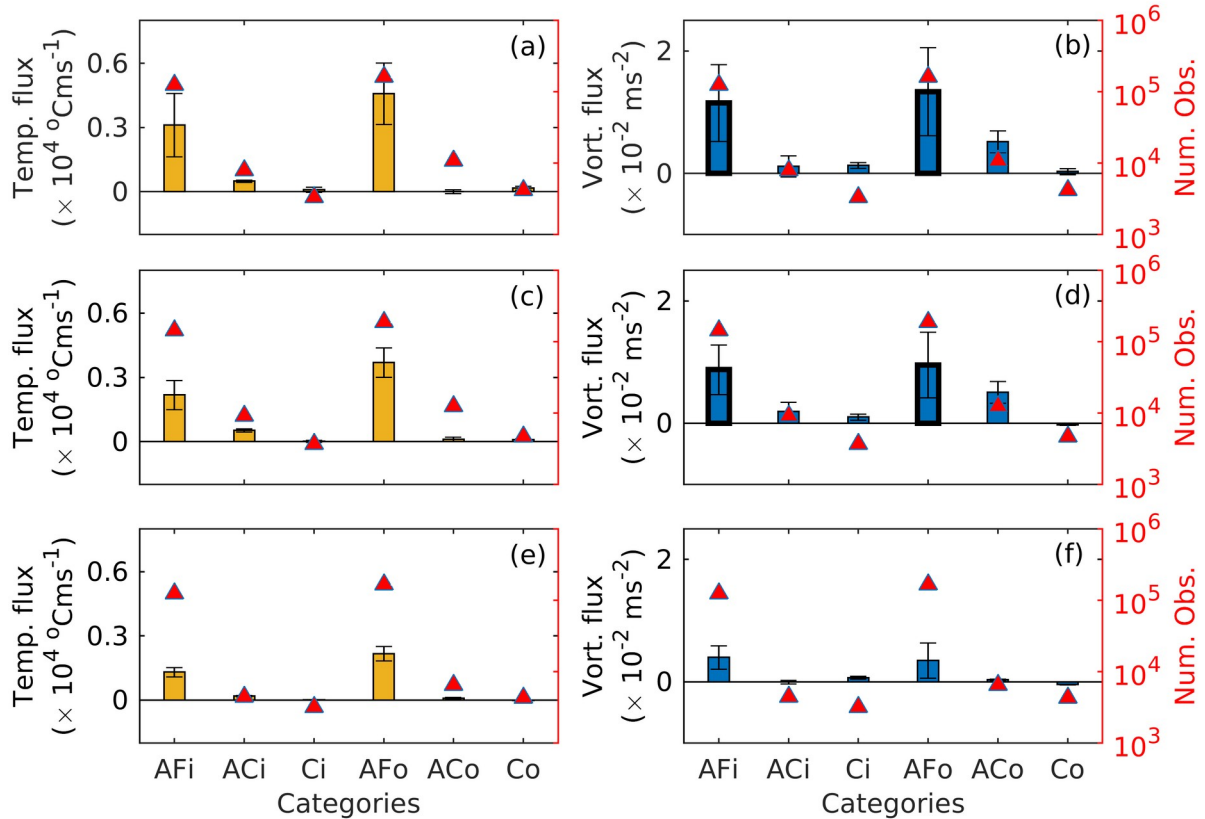 (a)
Temp. flux
(× 10⁴ °Cms⁻¹)
0.6
0.3
0
(b)
Vort. flux
(× 10⁻² ms⁻²)
2
0
10⁶
10⁵
10⁴
10³
Num. Obs.
(c)
Temp. flux
(× 10⁴ °Cms⁻¹)
0.6
0.3
0
(d)
Vort. flux
(× 10⁻² ms⁻²)
2
0
10⁶
10⁵
10⁴
10³
Num. Obs.
(e)
Temp. flux
(× 10⁴ °Cms⁻¹)
0.6
0.3
0
AFi ACi Ci AFo ACo Co
Categories
(f)
Vort. flux
(× 10⁻² ms⁻²)
2
0
10⁶
10⁵
10⁴
10³
Num. Obs.
AFi ACi Ci AFo ACo Co
Categories